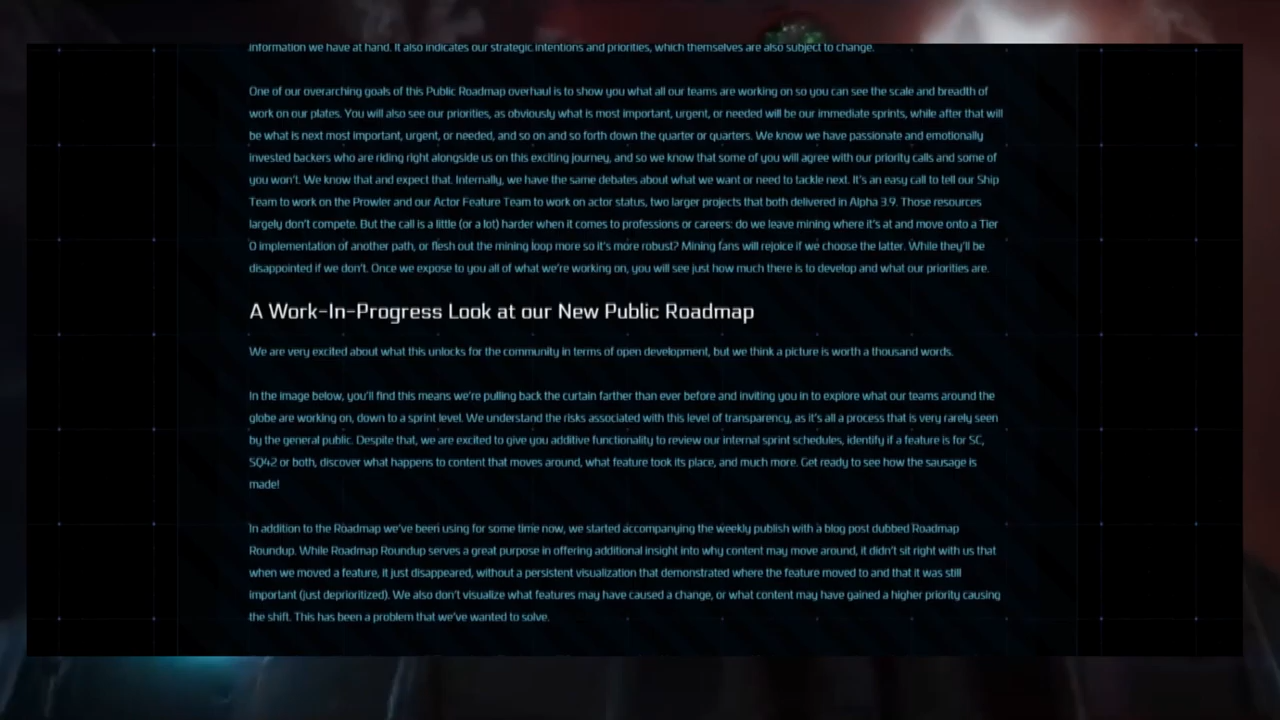 information we have at hand. It also indicates our strategic intentions and priorities, which themselves are also subject to change.
One of our overarching goals of this Public Roadmap overhaul is to show you what all our teams are working on so you can see the scale and breadth of
work on our plates. You will also see our priorities, as obviously what is most important, urgent, or needed will be our immediate sprints, while after that will
be what is next most important, urgent, or needed, and so on and so forth down the quarter or quarters. We know we have passionate and emotionally
invested backers who are riding right alongside us on this exciting journey, and so we know that some of you will agree with our priority calls and some of
you won't. We know that and expect that. Internally, we have the same debates about what we want or need to tackle next. It's an easy call to tell our Ship
Team to work on the Prowler and our Actor Feature Team to work on actor status, two larger projects that both delivered in Alpha 3.9. Those resources
largely don't compete. But the call is a little (or a lot) harder when it comes to professions or careers: do we leave mining where it's at and move onto a Tier
0 implementation of another path, or flesh out the mining loop more so it's more robust? Mining fans will rejoice if we choose the latter. While they'll be
disappointed if we don't. Once we expose to you all of what we're working on, you will see just how much there is to develop and what our priorities are.
A Work-In-Progress Look at our New Public Roadmap
We are very excited about what this unlocks for the community in terms of open development, but we think a picture is worth a thousand words.
In the image below, you'll find this means we're pulling back the curtain farther than ever before and inviting you in to explore what our teams around the
globe are working on, down to a sprint level. We understand the risks associated with this level of transparency, as it's all a process that is very rarely seen
by the general public. Despite that, we are excited to give you additive functionality to review our internal sprint schedules, identify if a feature is for SC,
SQ42 or both, discover what happens to content that moves around, what feature took its place, and much more. Get ready to see how the sausage is
made!
In addition to the Roadmap we've been using for some time now, we started accompanying the weekly publish with a blog post dubbed Roadmap
Roundup. While Roadmap Roundup serves a great purpose in offering additional insight into why content may move around, it didn't sit right with us that
when we moved a feature, it just disappeared, without a persistent visualization that demonstrated where the feature moved to and that it was still
important (just deprioritized). We also don't visualize what features may have caused a change, or what content may have gained a higher priority causing
the shift. This has been a problem that we've wanted to solve.